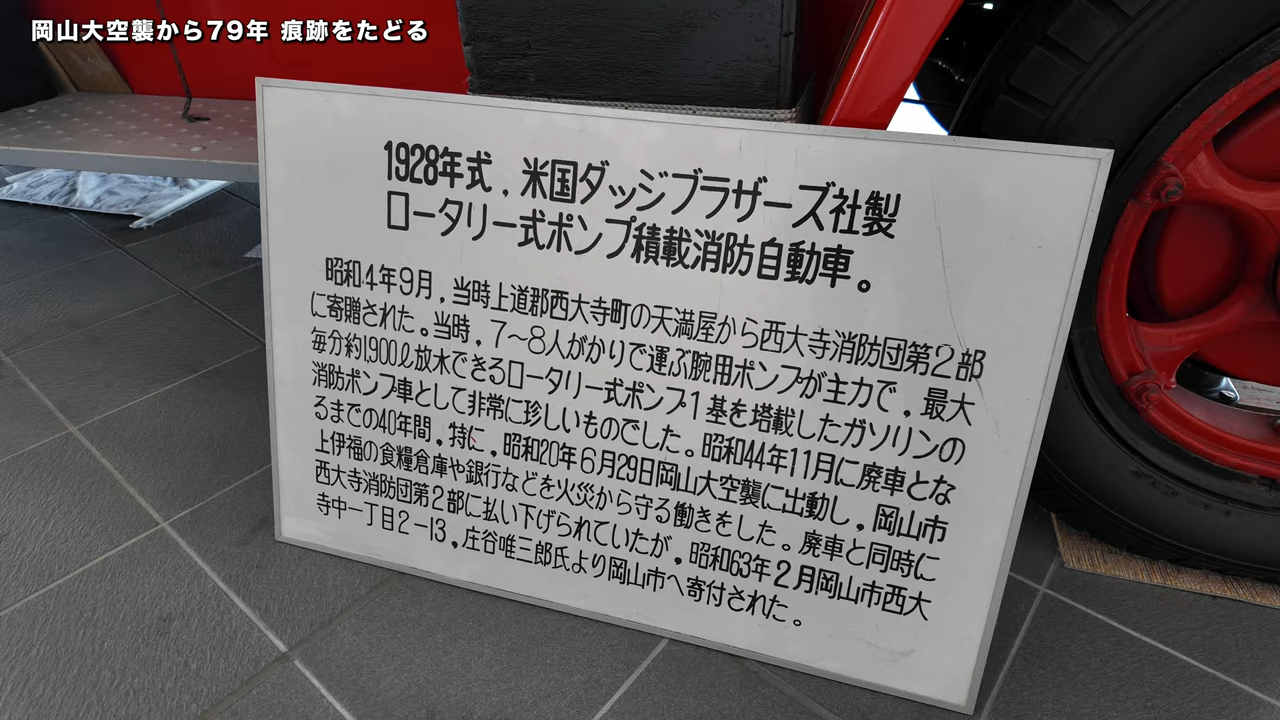 岡山大空襲から79年 痕跡をたどる
1928年式，米国ダッジブラザーズ社製
ロータリー式ポンプ積載消防自動車。
昭和4年9月，当時上道郡西大寺町の天満屋から西大寺消防団第2部
に寄贈された。当時，7〜8人がかりで運ぶ腕用ポンプが主力で，最大
毎分約1,900ℓ放水できるロータリー式ポンプ1基を塔載したガソリンの
消防ポンプ車として非常に珍しいものでした。昭和44年11月に廃車とな
るまでの40年間，特に，昭和20年6月29日岡山大空襲に出動し，岡山市
上伊福の食糧倉庫や銀行などを火災から守る働きをした。廃車と同時に
西大寺消防団第2部に払い下げられていたが，昭和63年2月岡山市西大
寺中一丁目2－13，庄谷唯三郎氏より岡山市へ寄付された。